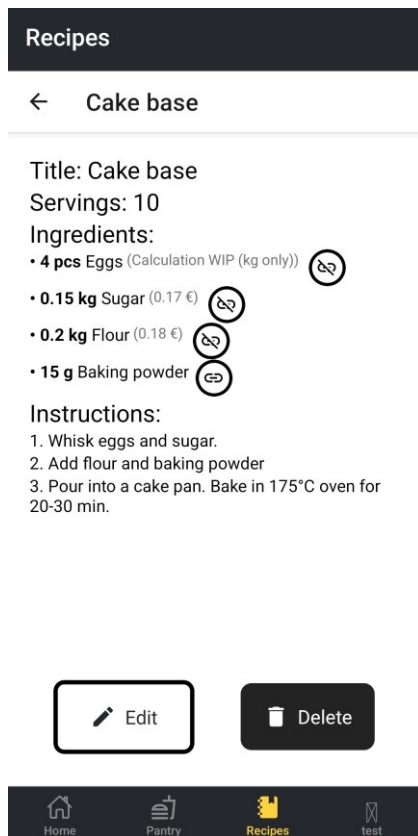 Recipes
Cake base
Title: Cake base
Servings: 10
Ingredients:
• 4 pcs Eggs (Calculation WIP (kg only))
• 0.15 kg Sugar (0.17 €)
• 0.2 kg Flour (0.18 €)
• 15 g Baking powder
Instructions:
1. Whisk eggs and sugar.
2. Add flour and baking powder
3. Pour into a cake pan. Bake in 175°C oven for
20-30 min.
Edit Delete
Home Pantry Recipes test